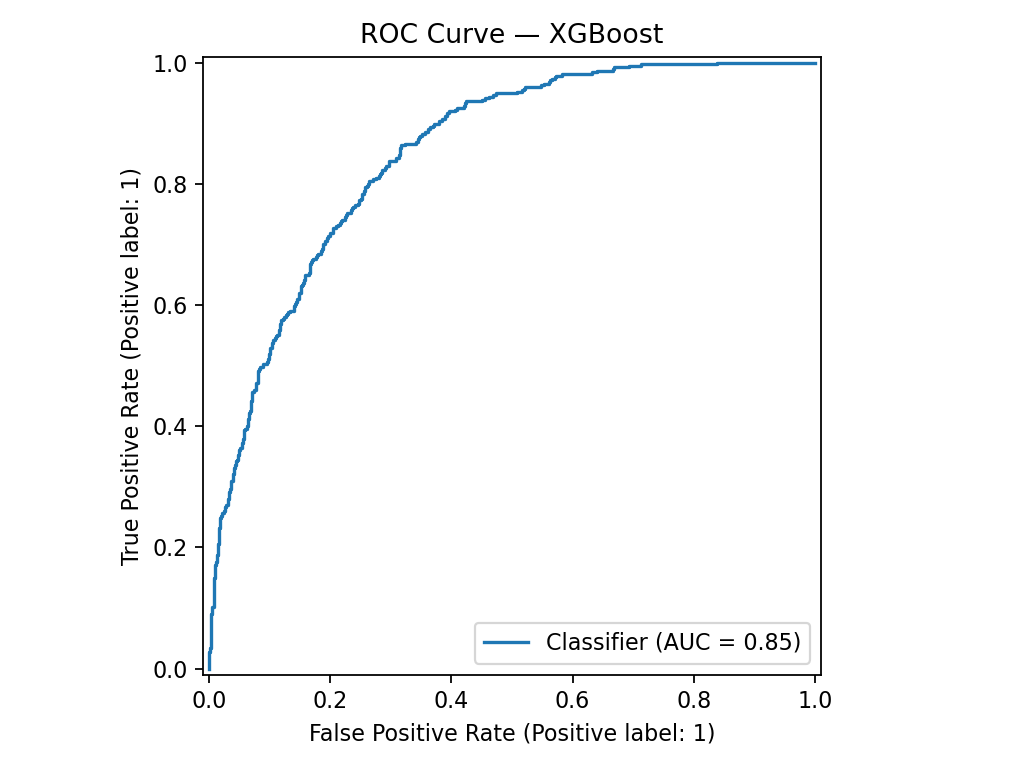 ROC Curve — XGBoost
True Positive Rate (Positive label: 1)
1.0
0.8
0.6
0.4
0.2
0.0
Classifier (AUC = 0.85)
0.0 0.2 0.4 0.6 0.8 1.0
False Positive Rate (Positive label: 1)